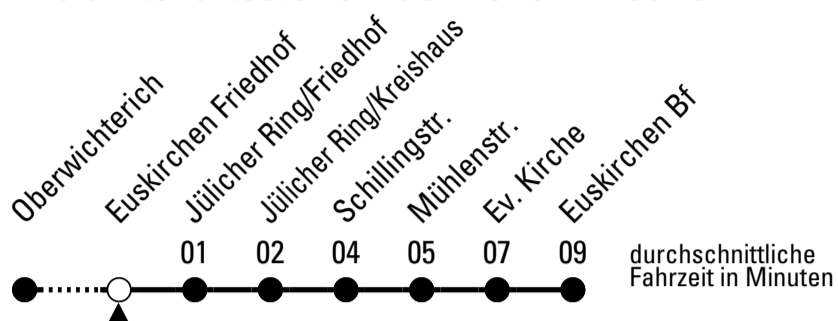 Oberwichterich
Euskirchen Friedhof
Jülicher Ring/Friedhof
Jülicher Ring/Kreishaus
Schillingstr.
Mühlenstr.
Ev. Kirche
Euskirchen Bf
01 02 04 05 07 09
durchschnittliche
Fahrzeit in Minuten